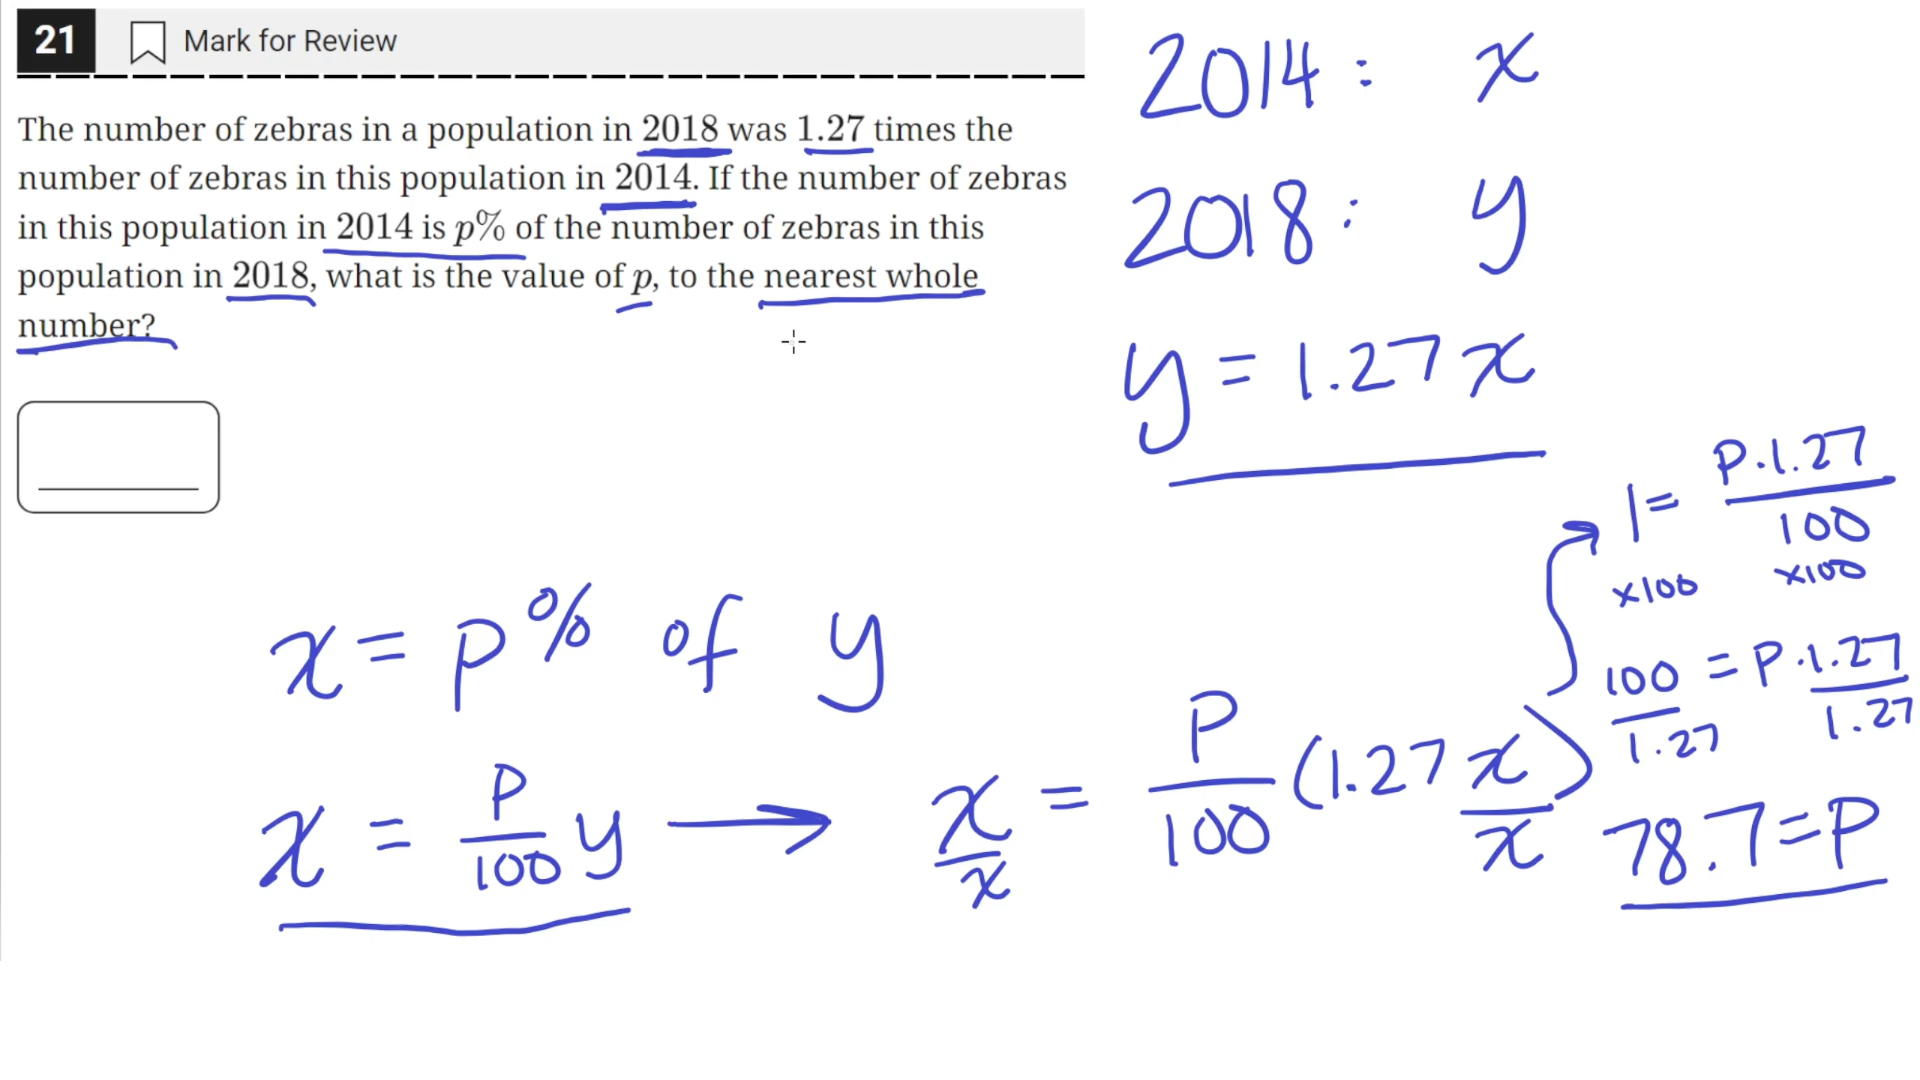 21 Mark for Review
The number of zebras in a population in 2018 was 1.27 times the
number of zebras in this population in 2014. If the number of zebras
in this population in 2014 is p% of the number of zebras in this
population in 2018, what is the value of p, to the nearest whole
number?
2014: x
2018: y
y = 1.27x
x = p% of y
x = P/100 y → x/x = P/100 (1.27x/x)
1 = P.1.27/100
x100 x100
100/1.27 = P.1.27/1.27
78.7 = P